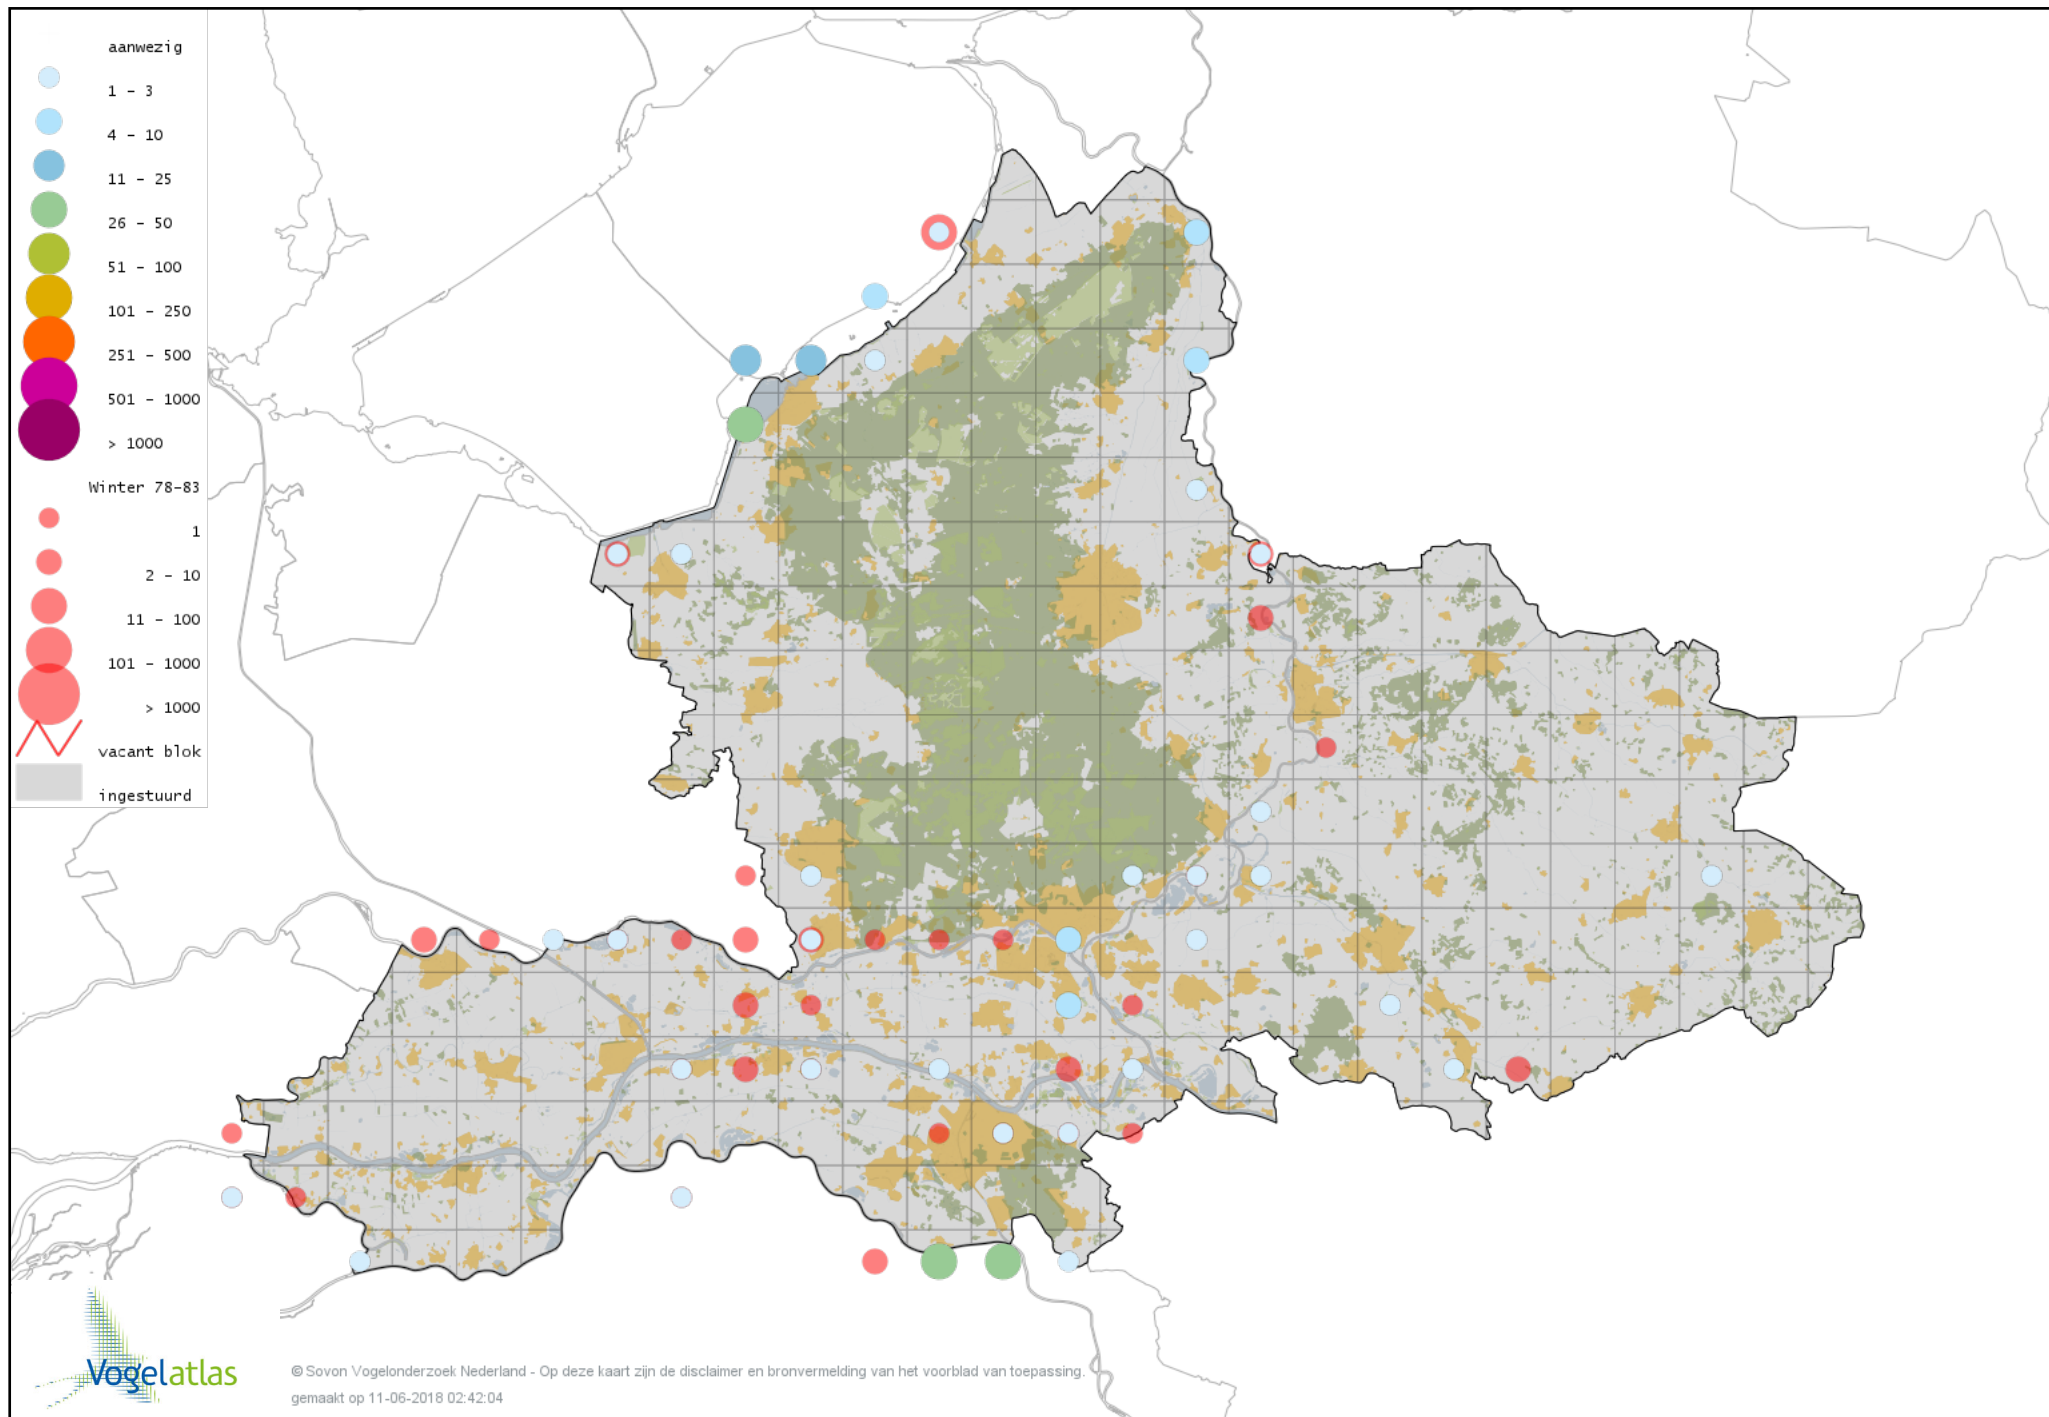 aanwezig
1 - 3
4 - 10
11 - 25
26 - 50
51 - 100
101 - 250
251 - 500
501 - 1000
> 1000
Winter 78-83
1
2 - 10
11 - 100
101 - 1000
> 1000
vacant blok
ingestuurd
Vogelatlas
© Sovon Vogelonderzoek Nederland - Op deze kaart zijn de disclaimer en bronvermelding van het voorblad van toepassing.
gemaakt op 11-06-2018 02:42:04